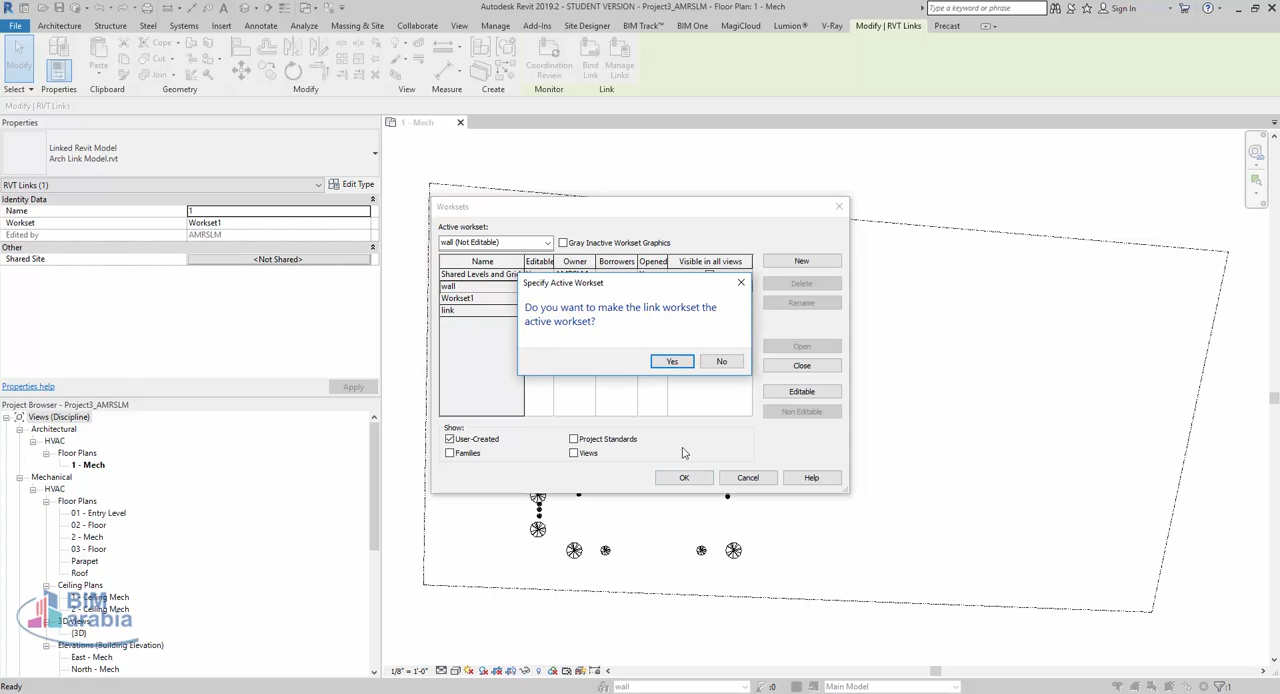 Autodesk Revit 2019.2 - STUDENT VERSION - Project3_AMRSLM - Floor Plan: 1 - Mech
Type a keyword or phrase
Sign In
File Architecture Structure Steel Systems Insert Annotate Analyze Massing & Site Collaborate View Manage Add-Ins Site Designer BIM Track™ BIM One MagiCloud Lumion® V-Ray Modify | RVT Links Precast
Modify
Paste
Cope
Cut
Join
Coordination Review
Bind Link
Manage Links
Select Properties Clipboard Geometry Modify View Measure Create Monitor Link
Modify | RVT Links
Properties
Linked Revit Model
Arch Link Model.rvt
RVT Links (1)
Edit Type
Identity Data
Name 1
Workset Workset1
Edited by AMRSLM
Other
Shared Site <Not Shared>
Properties help
Apply
Project Browser - Project3_AMRSLM
Views (Discipline)
Architectural
HVAC
Floor Plans
1 - Mech
Mechanical
HVAC
Floor Plans
01 - Entry Level
02 - Floor
2 - Mech
03 - Floor
Parapet
Roof
Ceiling Plans
1 - Ceiling Mech
2 - Ceiling Mech
3D Views
{3D}
Elevations (Building Elevation)
East - Mech
North - Mech
BIM
arabia
1 - Mech
Worksets
Active workset:
wall (Not Editable)
Gray Inactive Workset Graphics
Name Editable Owner Borrowers Opened Visible in all views
Shared Levels and Gri
wall
Workset1
link
New
Delete
Rename
Open
Close
Editable
Non Editable
Show:
User-Created
Project Standards
Families
Views
OK
Cancel
Help
Specify Active Workset
Do you want to make the link workset the
active workset?
Yes
No
1/8" = 1'-0"
Ready
wall
:0
Main Model
:1